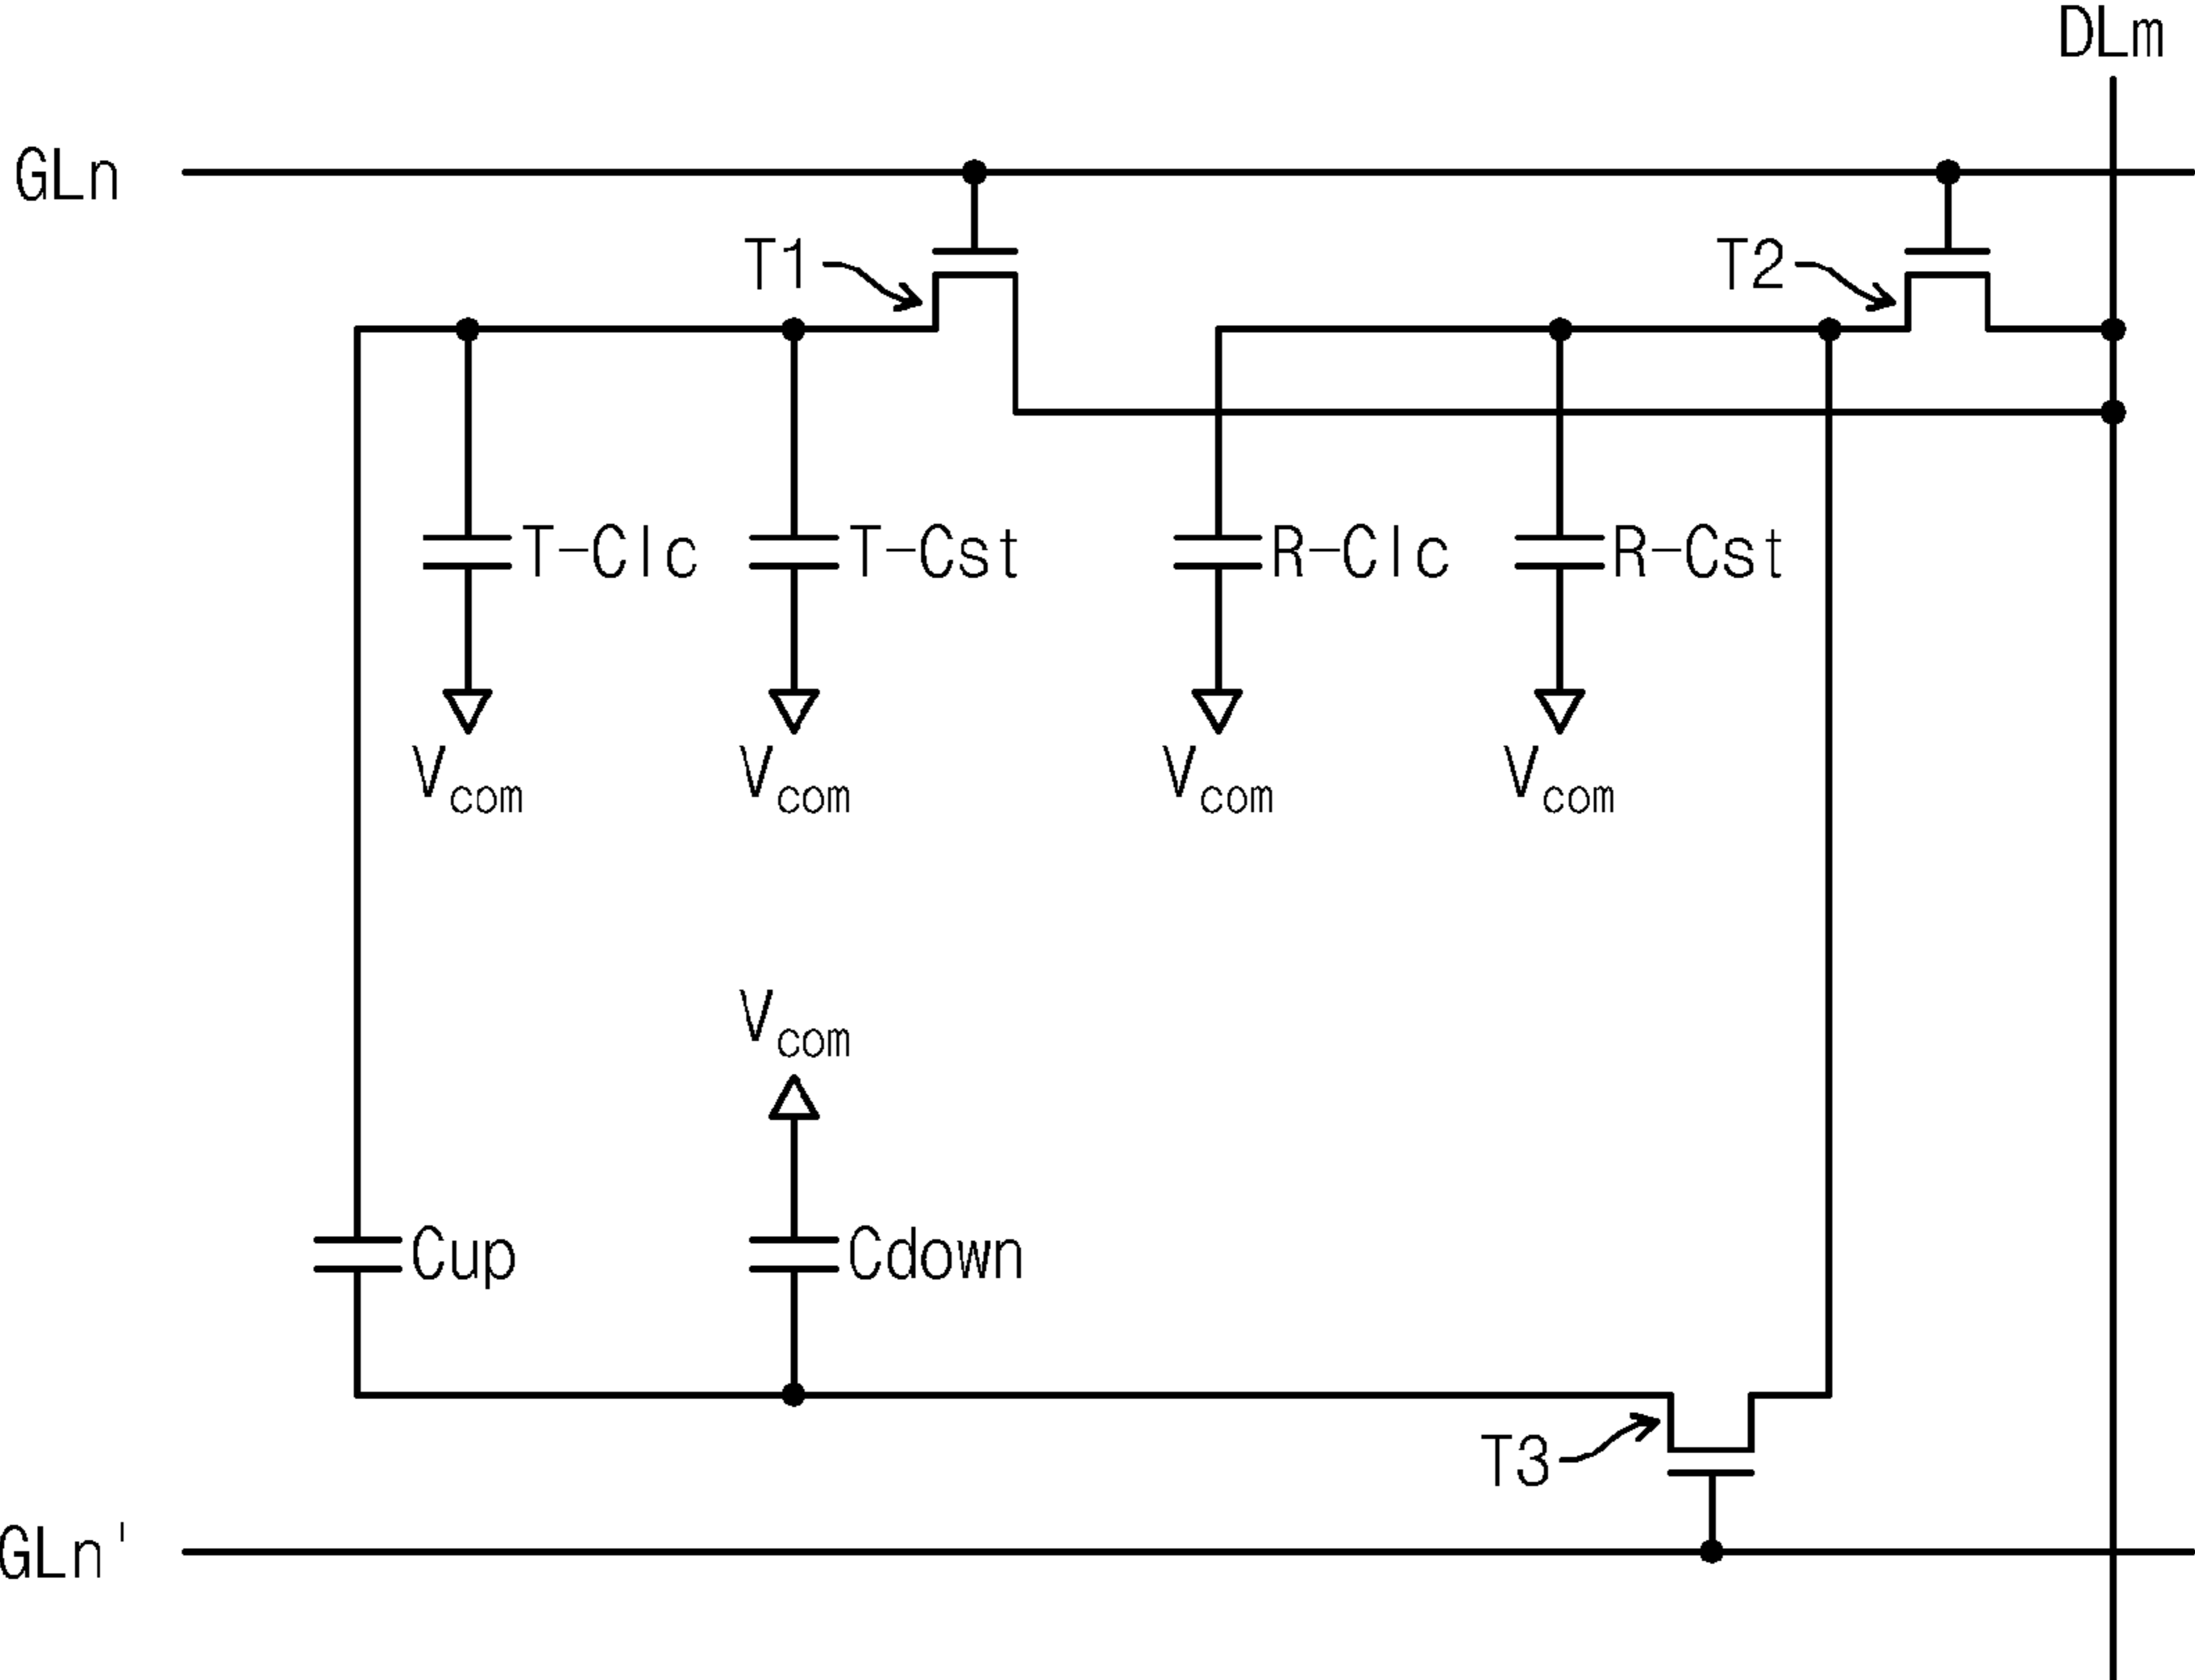 DLm
GLn
T1
T2
T-Clc
T-Cst
R-Clc
R-Cst
Vcom
Vcom
Vcom
Vcom
Vcom
Cup
Cdown
T3
GLn'